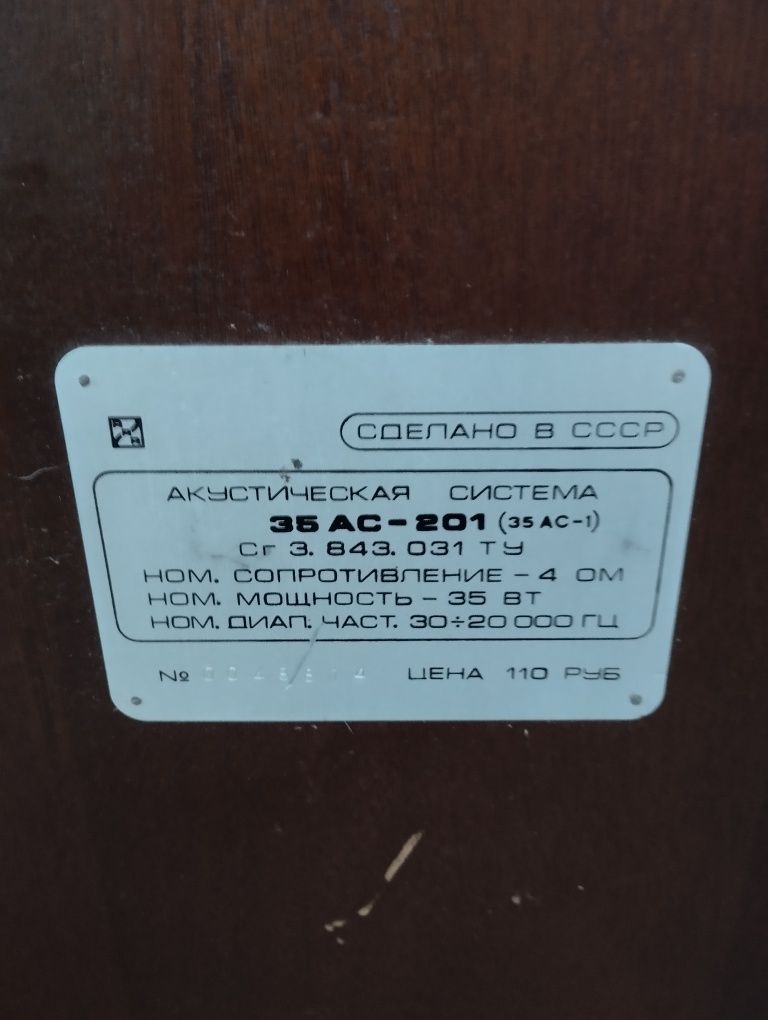 СДЕЛАНО В СССР
АКУСТИЧЕСКАЯ СИСТЕМА
35 АС-201 (35 АС-1)
Сг 3. 843. 031 ТУ
НОМ. СОПРОТИВЛЕНИЕ - 4 ОМ
НОМ. МОЩНОСТЬ - 35 ВТ
НОМ. ДИАП. ЧАСТ. 30÷20 000 ГЦ
№ ЦЕНА 110 РУБ